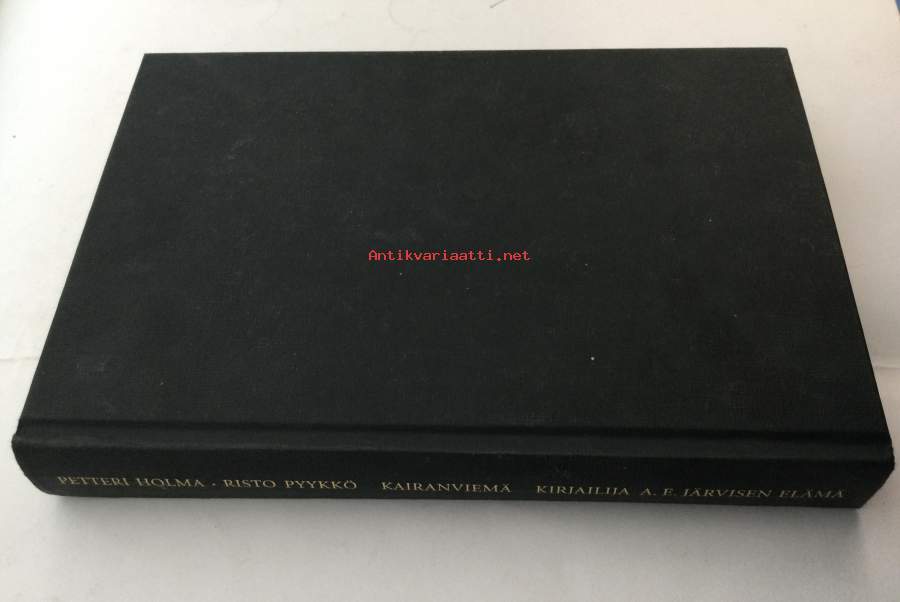 Antikvariaatti.net
PETTERI HOLMA · RISTO PYYKKÖ KAIRANVIEMÄ KIRJAILIJA A. E. JÄRVISEN ELÄMÄ